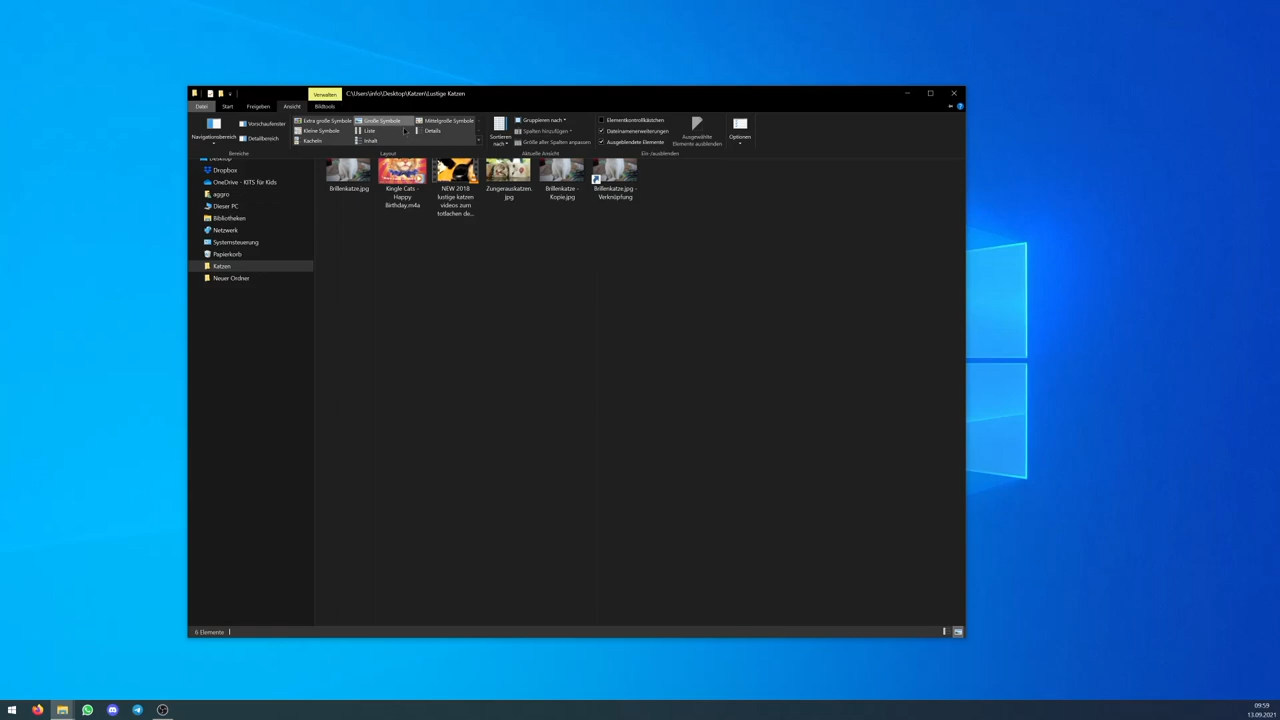 Verwalten
C:\Users\info\Desktop\Katzen\Lustige Katzen
Datei Start Freigeben Ansicht Bildtools
Navigationsbereich
Vorschaufenster
Detailbereich
Bereiche
Extra große Symbole Große Symbole Mittelgroße Symbole
Kleine Symbole Liste Details
Kacheln Inhalt
Layout
Sortieren
nach
Gruppieren nach
Spalten hinzufügen
Größe aller Spalten anpassen
Aktuelle Ansicht
Elementkontrollkästchen
Dateinamenerweiterungen
Ausgeblendete Elemente
Ausgewählte
Elemente ausblenden
Ein-/ausblenden
Optionen
Desktop
Dropbox
OneDrive - KITS für Kids
aggro
Dieser PC
Bibliotheken
Netzwerk
Systemsteuerung
Papierkorb
Katzen
Neuer Ordner
Brillenkatze.jpg
Kingle Cats -
Happy
Birthday.m4a
NEW 2018
lustige katzen
videos zum
totlachen de...
Zungerauskatzen.
jpg
Brillenkatze -
Kopie.jpg
Brillenkatze.jpg -
Verknüpfung
6 Elemente
09:59
13.09.2021